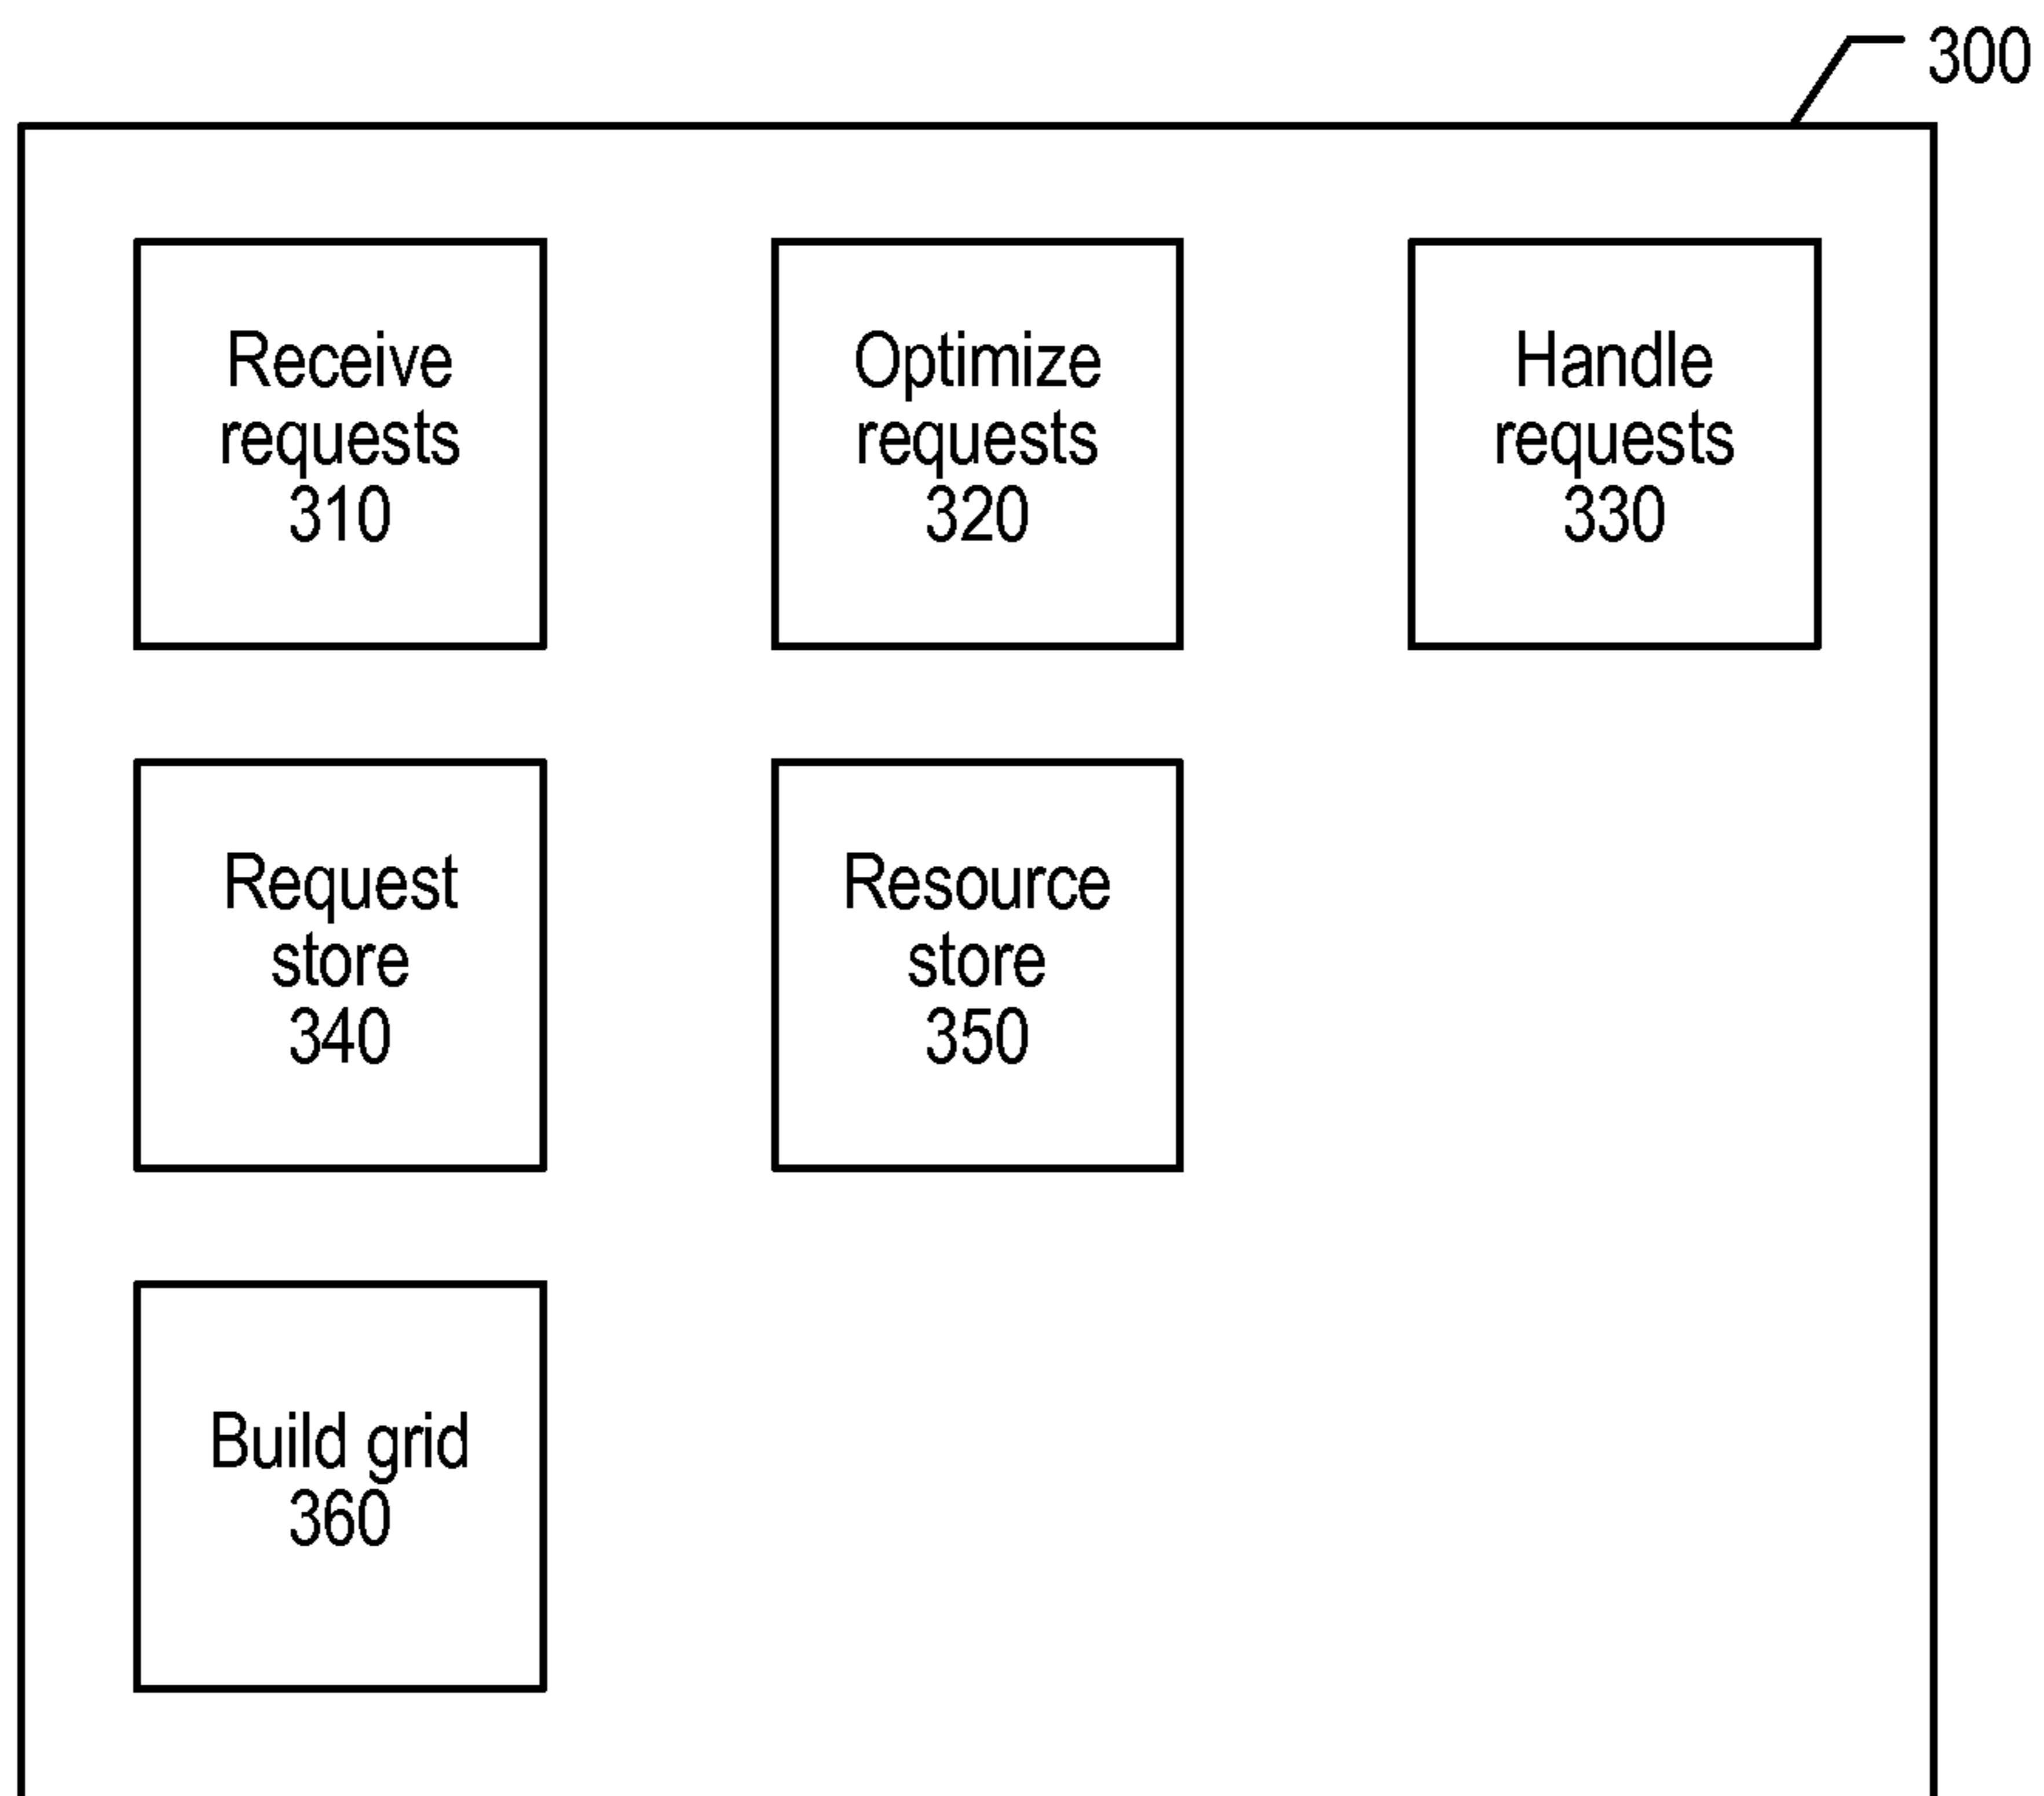 300
Receive
requests
310
Optimize
requests
320
Handle
requests
330
Request
store
340
Resource
store
350
Build grid
360